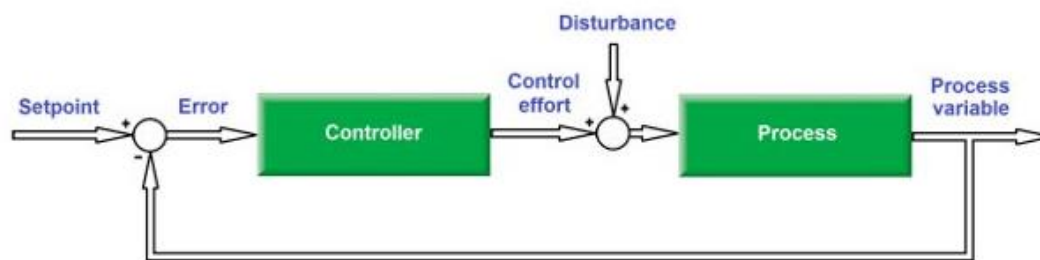 Disturbance
Setpoint
Error
Control
effort
Process
variable
+
-
Controller
+
+
Process